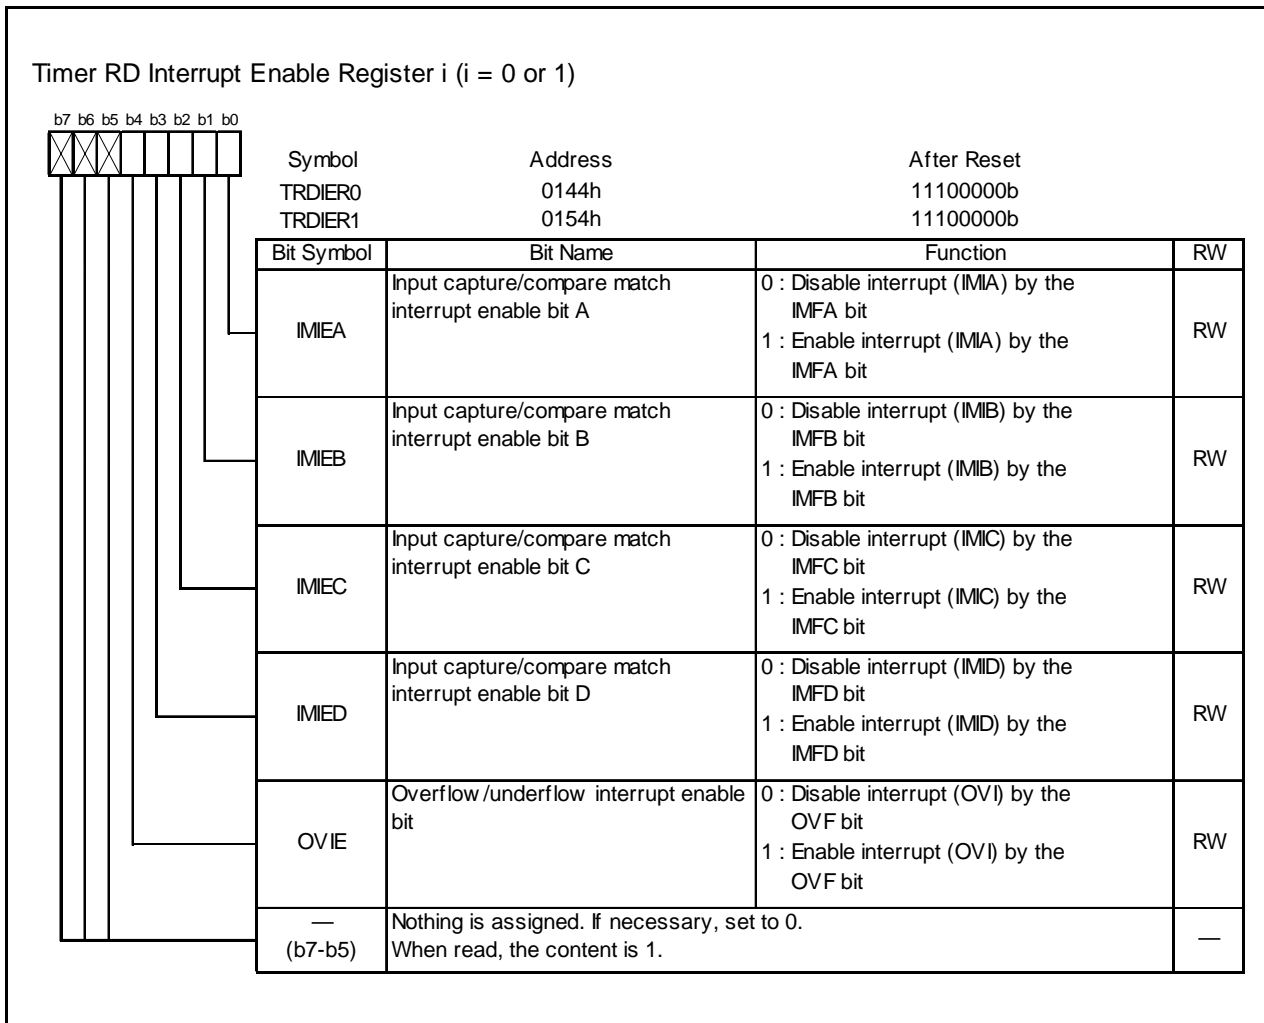 Timer RD Interrupt Enable Register i (i = 0 or 1)
b7 b6 b5 b4 b3 b2 b1 b0
Symbol Address After Reset
TRDIER0 0144h 11100000b
TRDIER1 0154h 11100000b
Bit Symbol Bit Name Function RW
IMIEA
Input capture/compare match
interrupt enable bit A
0 : Disable interrupt (IMIA) by the
IMFA bit
1 : Enable interrupt (IMIA) by the
IMFA bit
RW
IMIEB
Input capture/compare match
interrupt enable bit B
0 : Disable interrupt (IMIB) by the
IMFB bit
1 : Enable interrupt (IMIB) by the
IMFB bit
RW
IMIEC
Input capture/compare match
interrupt enable bit C
0 : Disable interrupt (IMIC) by the
IMFC bit
1 : Enable interrupt (IMIC) by the
IMFC bit
RW
IMIED
Input capture/compare match
interrupt enable bit D
0 : Disable interrupt (IMID) by the
IMFD bit
1 : Enable interrupt (IMID) by the
IMFD bit
RW
OVIE
Overflow/underflow interrupt enable
bit
0 : Disable interrupt (OVI) by the
OVF bit
1 : Enable interrupt (OVI) by the
OVF bit
RW
—
(b7-b5)
Nothing is assigned. If necessary, set to 0.
When read, the content is 1.
—